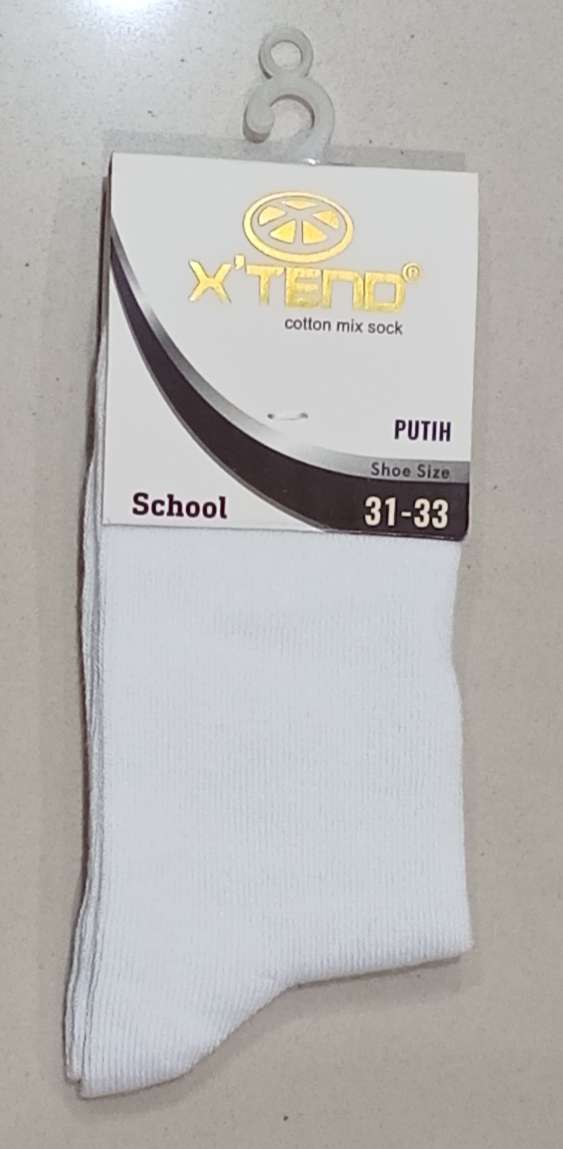 X'TEND®
cotton mix sock
PUTIH
Shoe Size
School
31-33